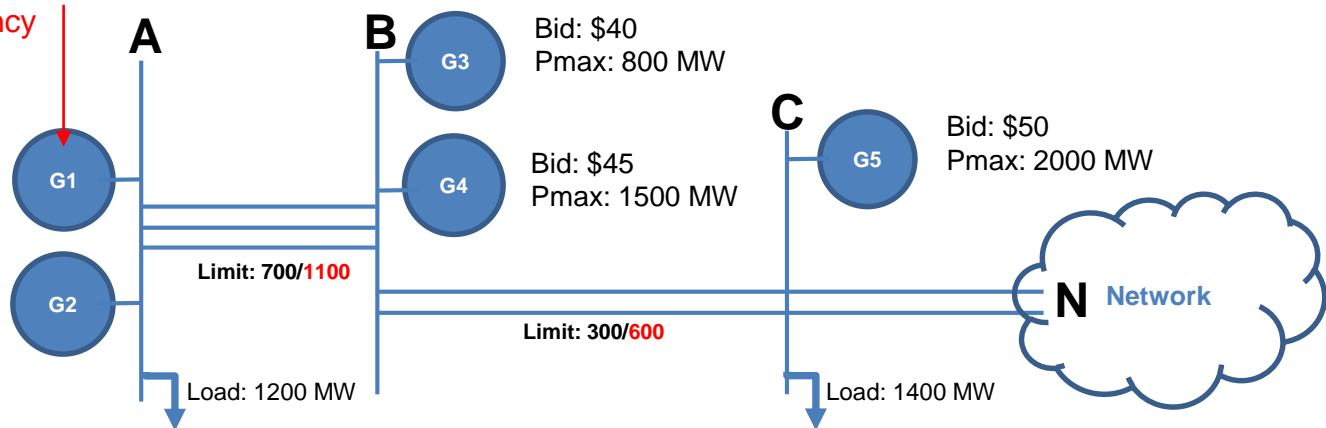 ncy
A
B
G3
Bid: $40
Pmax: 800 MW
C
G5
Bid: $50
Pmax: 2000 MW
G1
G4
Bid: $45
Pmax: 1500 MW
Limit: 700/1100
G2
N Network
Limit: 300/600
Load: 1200 MW
Load: 1400 MW